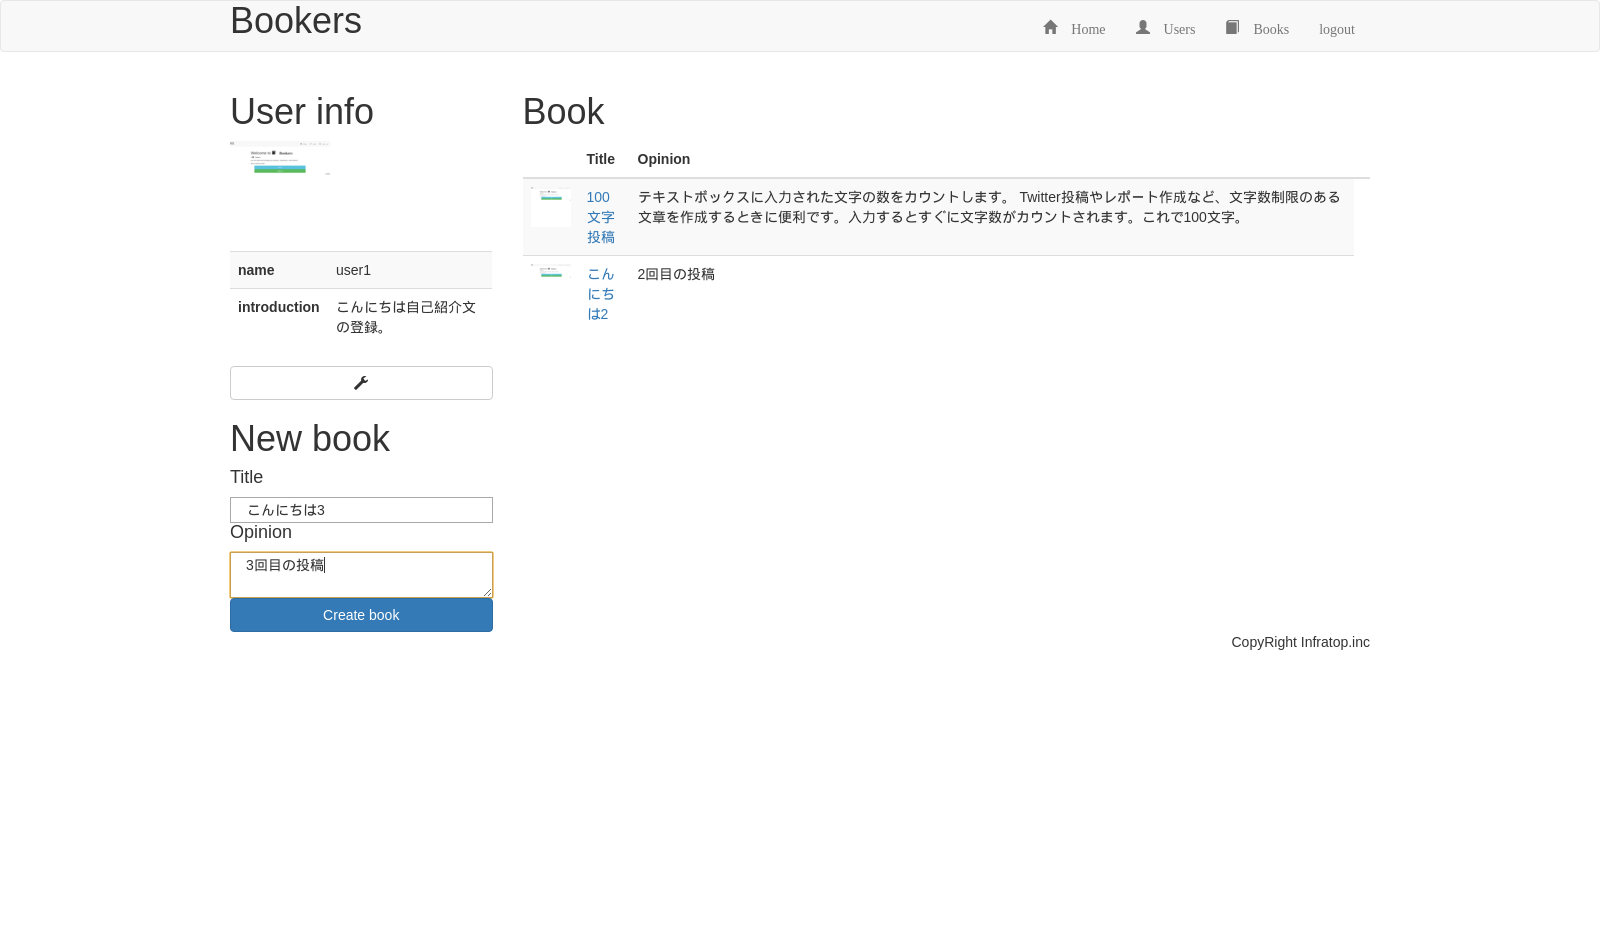 Bookers
Home Users Books logout
User info
name user1
introduction こんにちは自己紹介文
の登録。
New book
Title
こんにちは3
Opinion
3回目の投稿
Create book
Book
Title Opinion
100
文字
投稿
テキストボックスに入力された文字の数をカウントします。 Twitter投稿やレポート作成など、文字数制限のある
文章を作成するときに便利です。入力するとすぐに文字数がカウントされます。これで100文字。
こん
にち
は2
2回目の投稿
CopyRight Infratop.inc